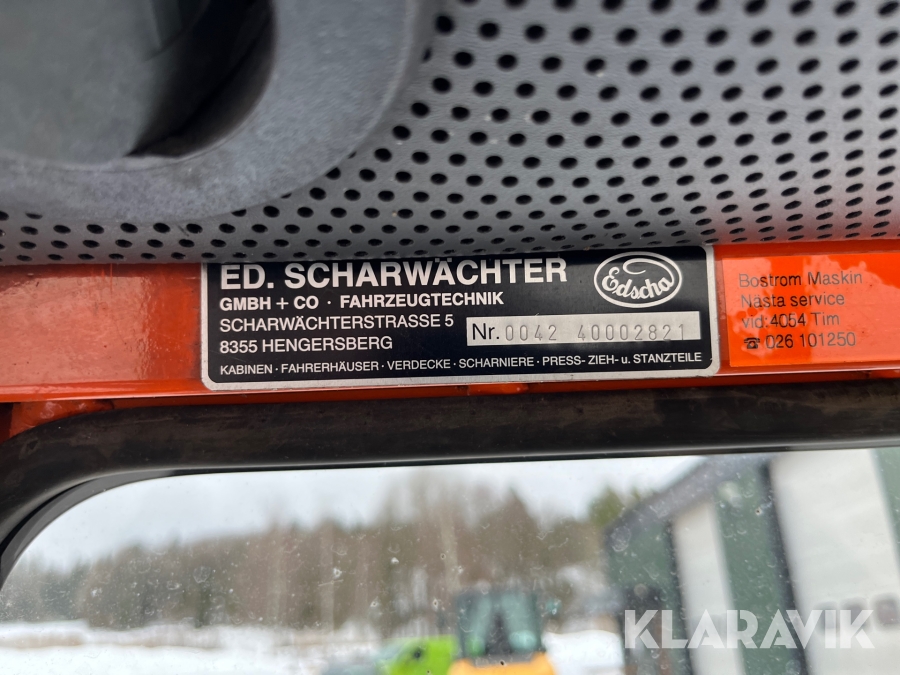 ED. SCHARWÄCHTER
GMBH + CO · FAHRZEUGTECHNIK
SCHARWÄCHTERSTRASSE 5
8355 HENGERSBERG
Edscha
Nr. 0042 40002821
KABINEN · FAHRERHÄUSER · VERDECKE · SCHARNIERE · PRESS- ZIEH- u. STANZTEILE
Bostrom Maskin
Nästa service
vid: 4054 Tim
☎ 026 101250
KLARAVIK